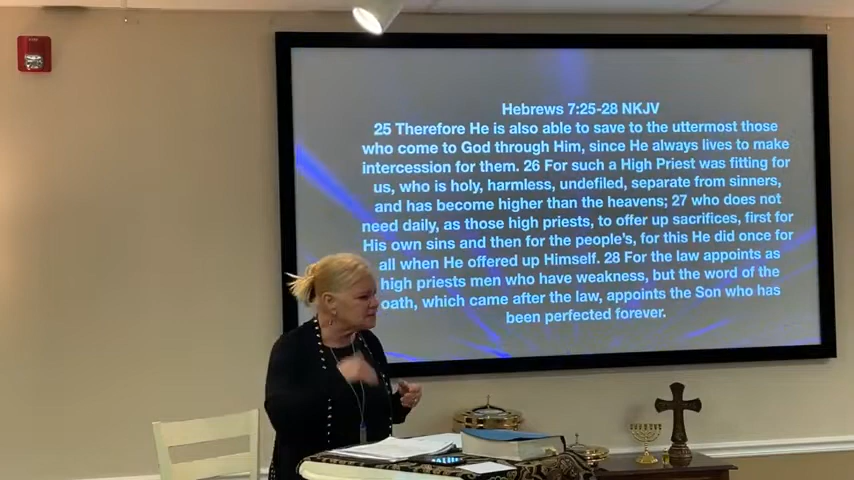 Hebrews 7:25-28 NKJV
25 Therefore He is also able to save to the uttermost those
who come to God through Him, since He always lives to make
intercession for them. 26 For such a High Priest was fitting for
us, who is holy, harmless, undefiled, separate from sinners,
and has become higher than the heavens; 27 who does not
need daily, as those high priests, to offer up sacrifices, first for
His own sins and then for the people's, for this He did once for
all when He offered up Himself. 28 For the law appoints as
high priests men who have weakness, but the word of the
oath, which came after the law, appoints the Son who has
been perfected forever.